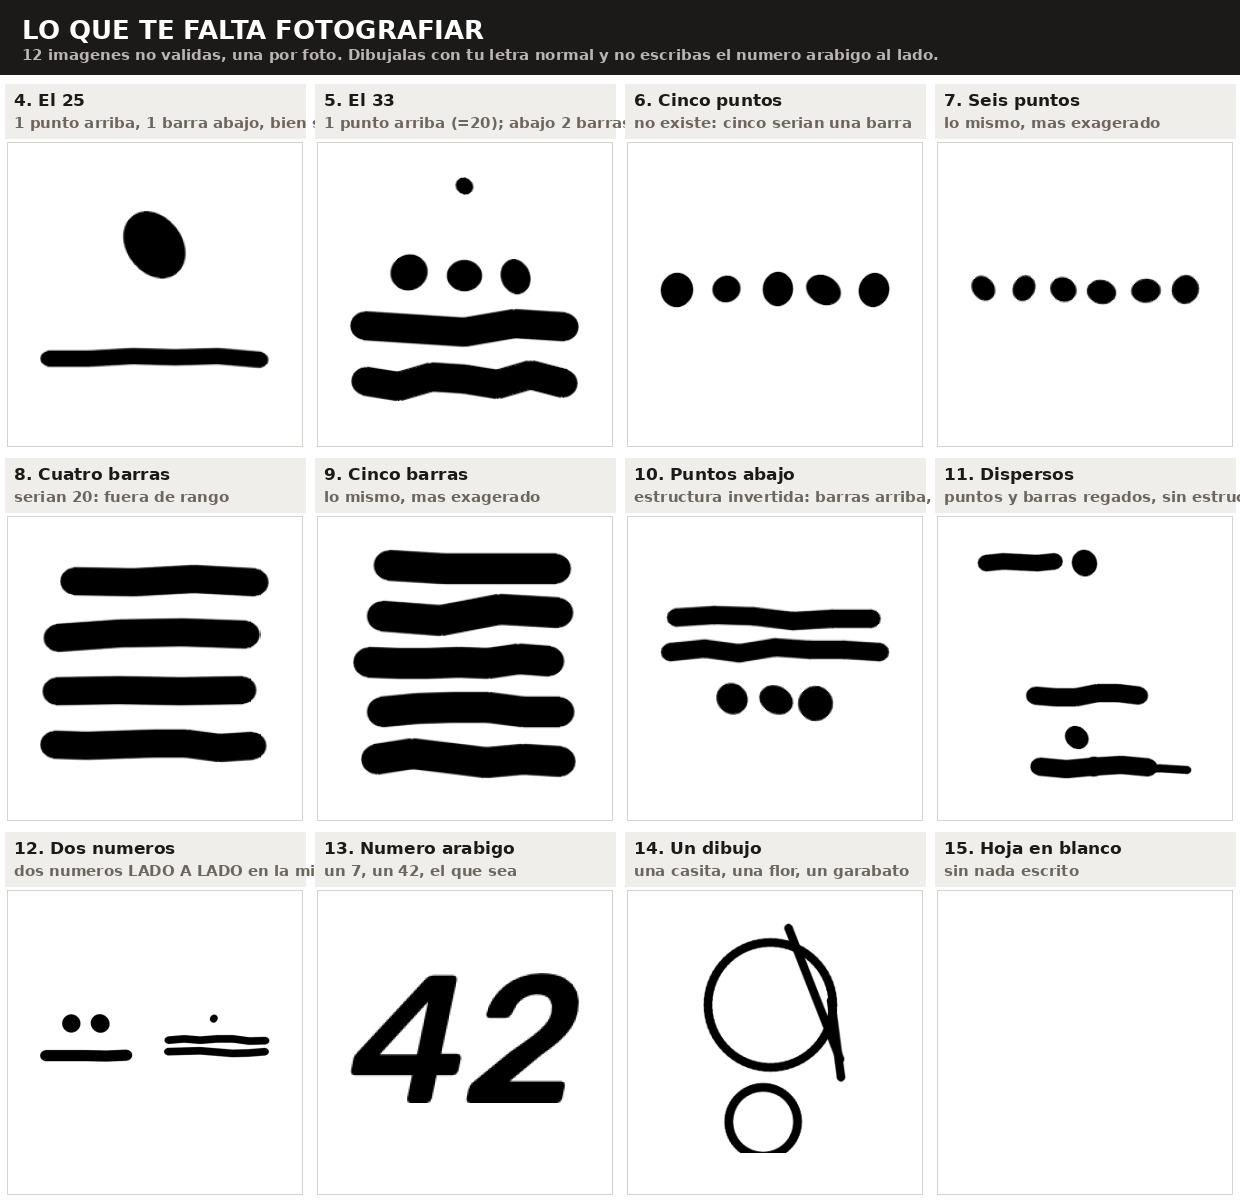 LO QUE TE FALTA FOTOGRAFIAR
12 imagenes no validas, una por foto. Dibujalas con tu letra normal y no escribas el numero arabigo al lado.
4. El 25
1 punto arriba, 1 barra abajo, bien
5. El 33
1 punto arriba (=20); abajo 2 barras
6. Cinco puntos
no existe: cinco serian una barra
7. Seis puntos
lo mismo, mas exagerado
8. Cuatro barras
serian 20: fuera de rango
9. Cinco barras
lo mismo, mas exagerado
10. Puntos abajo
estructura invertida: barras arriba,
11. Dispersos
puntos y barras regados, sin
12. Dos numeros
dos numeros LADO A LADO en la
13. Numero arabigo
un 7, un 42, el que sea
14. Un dibujo
una casita, una flor, un garabato
15. Hoja en blanco
sin nada escrito
42